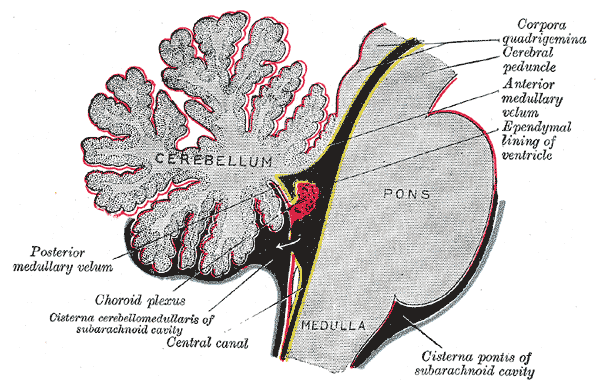 Corpora
quadrigemina
Cerebral
peduncle
Anterior
medullary
velum
Ependymal
lining of
ventricle
CEREBELLUM
PONS
Posterior
medullary velum
Choroid plexus
Cisterna cerebellomedullaris of
subarachnoid cavity
Central canal
MEDULLA
Cisterna pontis of
subarachnoid cavity